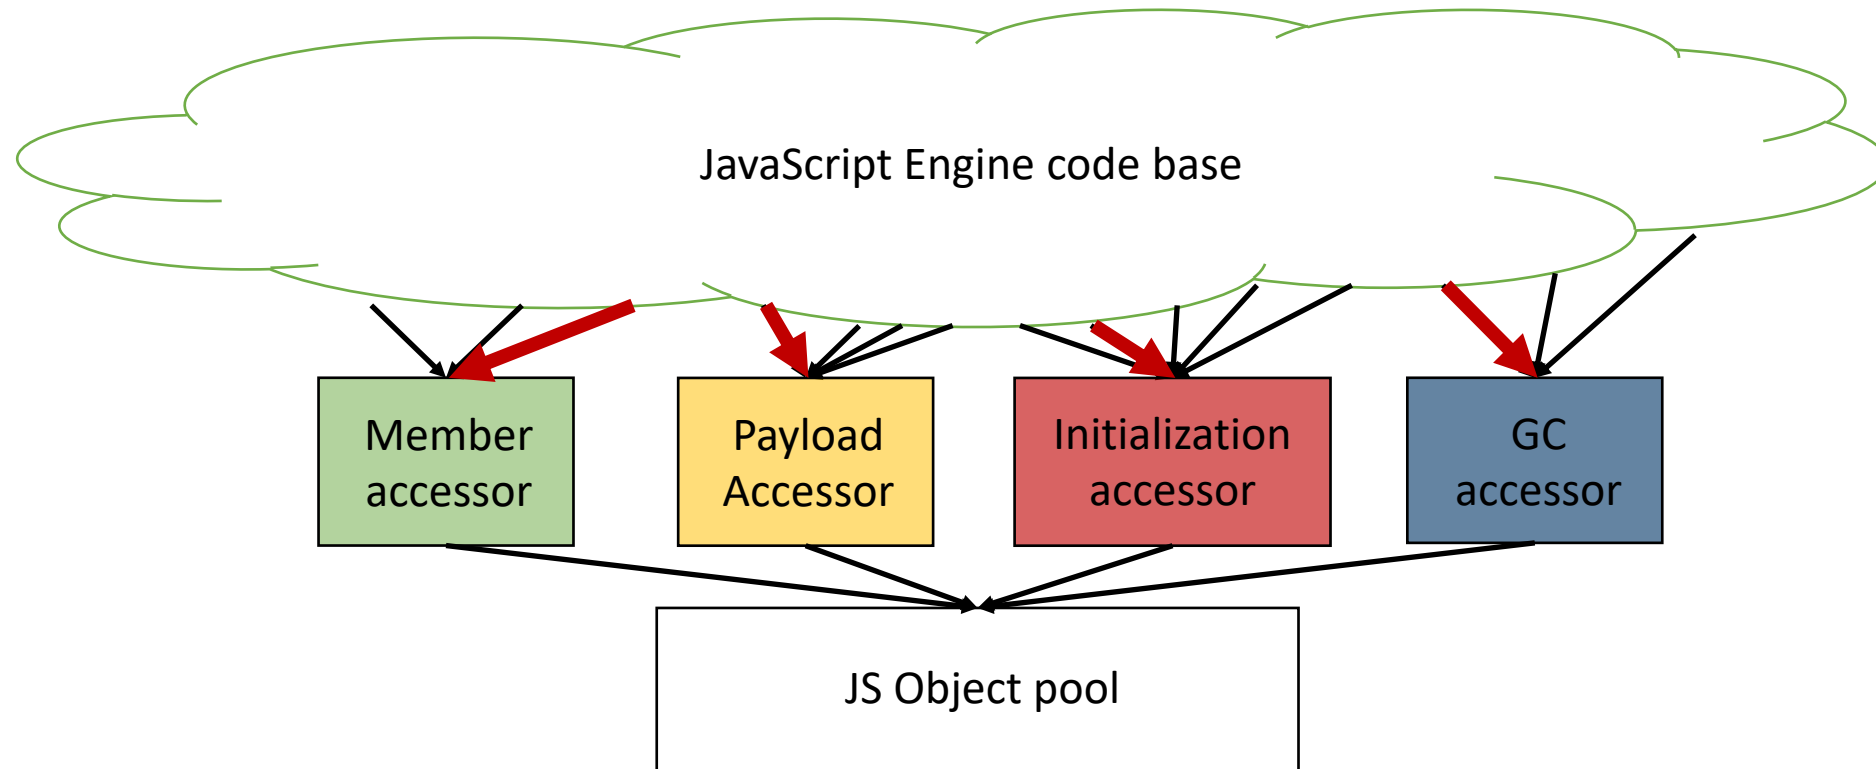 JavaScript Engine code base
Member
accessor
Payload
Accessor
Initialization
accessor
GC
accessor
JS Object pool